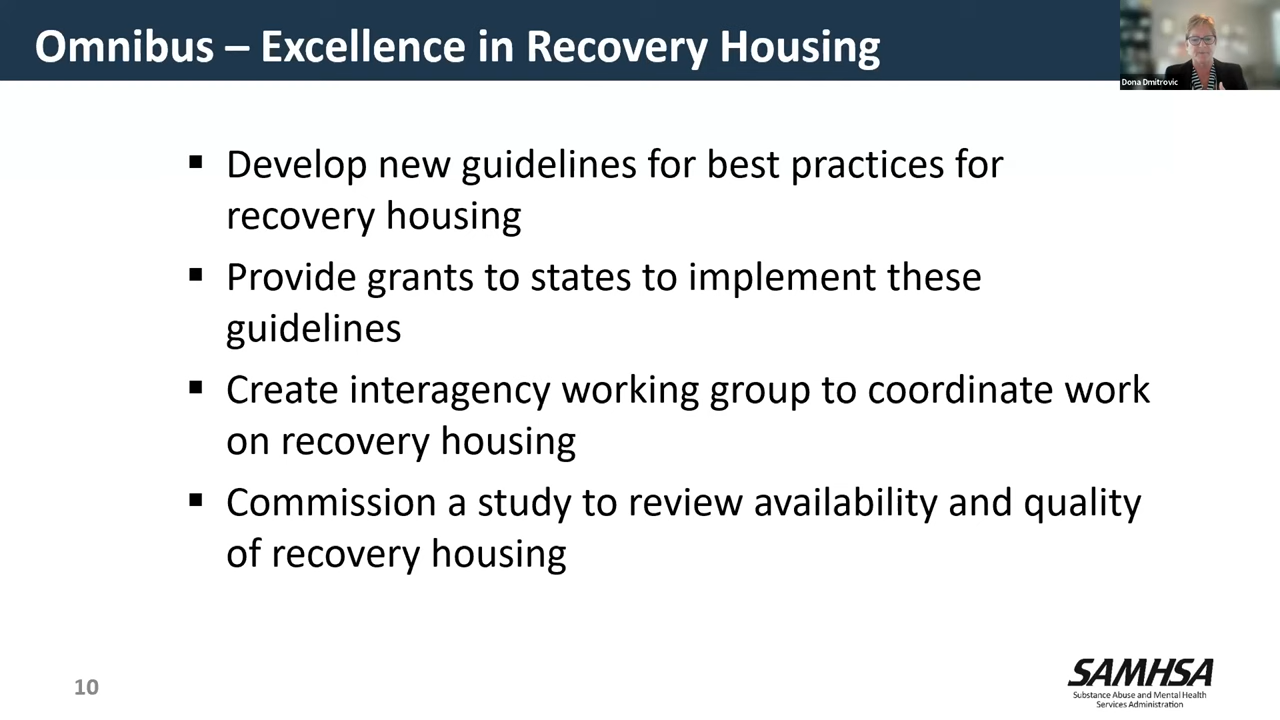 Omnibus – Excellence in Recovery Housing
Dona Dmitrovic
▪ Develop new guidelines for best practices for
recovery housing
▪ Provide grants to states to implement these
guidelines
▪ Create interagency working group to coordinate work
on recovery housing
▪ Commission a study to review availability and quality
of recovery housing
10
SAMHSA
Substance Abuse and Mental Health
Services Administration